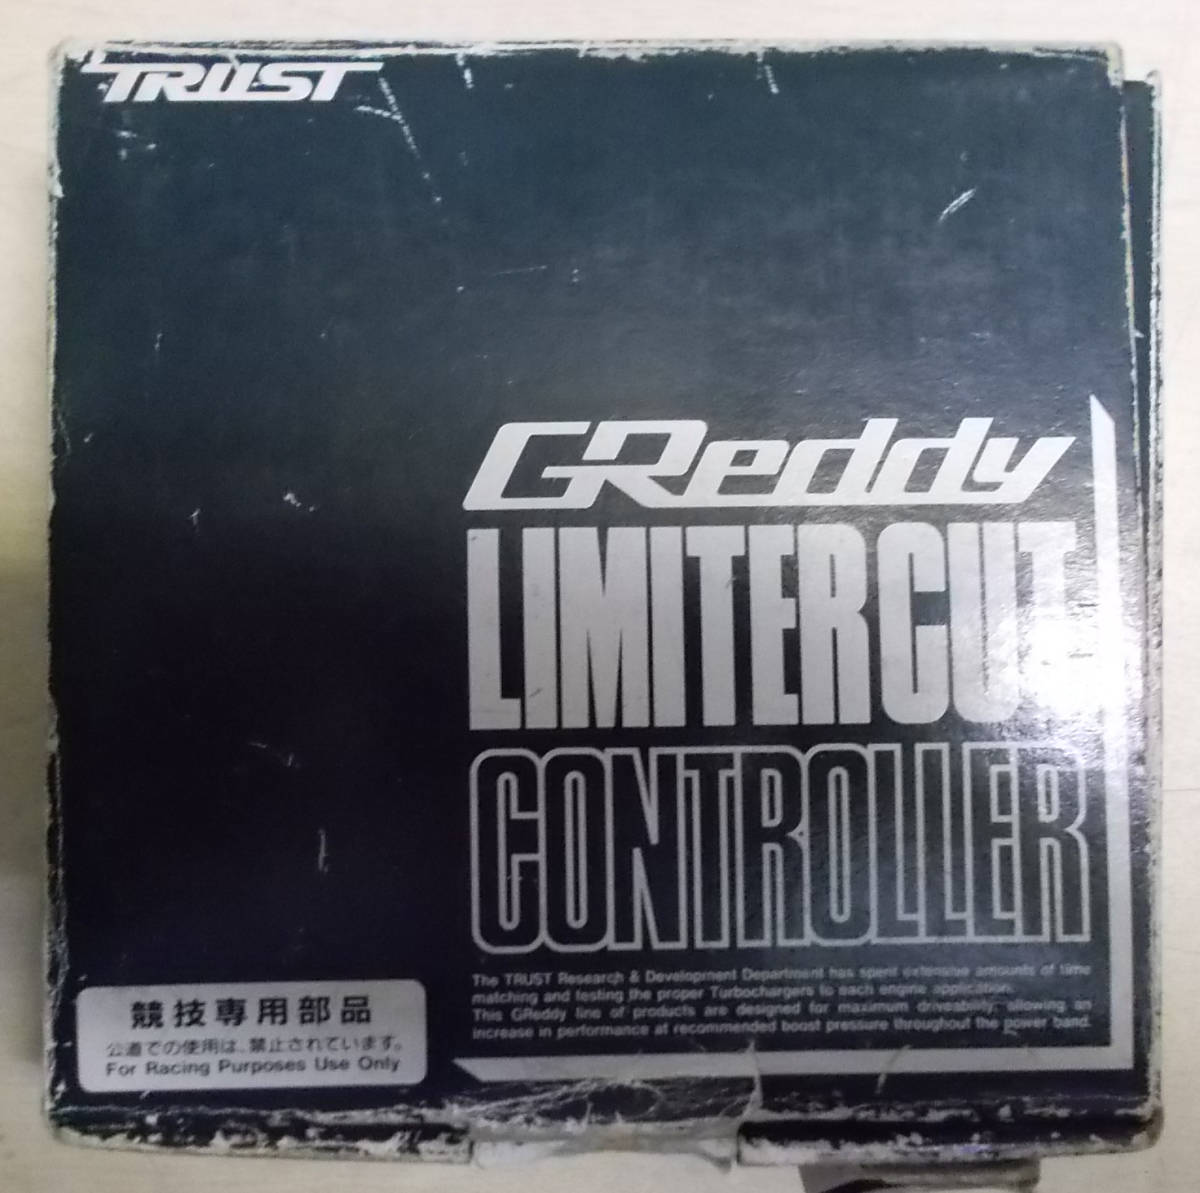 TRUST
GReddy
LIMITER CUT
CONTROLLER
The TRUST Research & Development Department has spent extensive amounts of time
matching and testing the proper Turbochargers to each engine application.
This GReddy line of products are designed for maximum driveability, allowing an
increase in performance at recommended boost pressure throughout the power band.
競技専用部品
公道での使用は、禁止されています。
For Racing Purposes Use Only